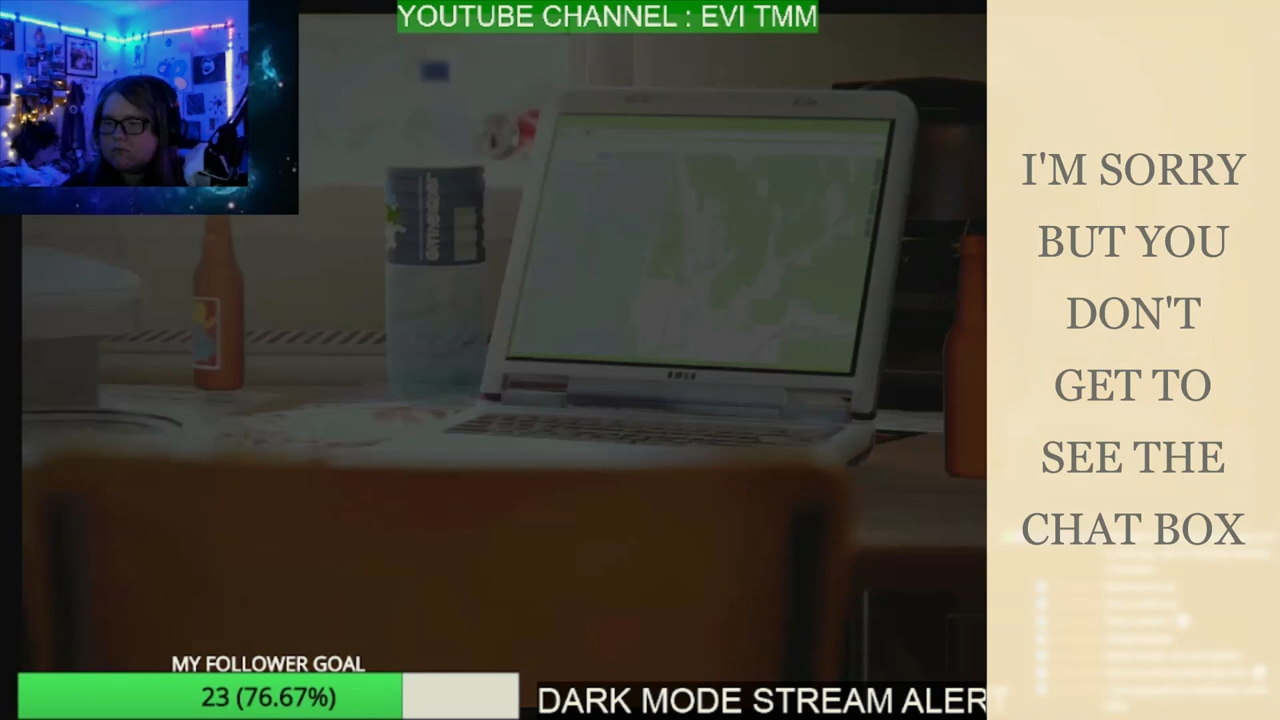 YOUTUBE CHANNEL : EVI TMM
I'M SORRY
BUT YOU
DON'T
GET TO
SEE THE
CHAT BOX
MY FOLLOWER GOAL
23 (76.67%)
DARK MODE STREAM ALERT